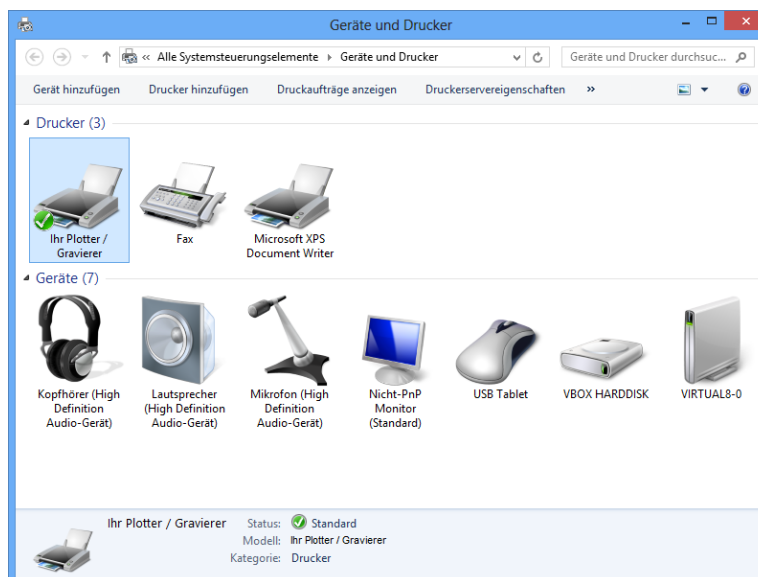 Geräte und Drucker
« Alle Systemsteuerungselemente Geräte und Drucker
Geräte und Drucker durchsuc...
Gerät hinzufügen Drucker hinzufügen Druckaufträge anzeigen Druckerservereigenschaften »
Drucker (3)
Ihr Plotter /
Gravierer
Fax
Microsoft XPS
Document Writer
Geräte (7)
Kopfhörer (High
Definition
Audio-Gerät)
Lautsprecher
(High Definition
Audio-Gerät)
Mikrofon (High
Definition
Audio-Gerät)
Nicht-PnP
Monitor
(Standard)
USB Tablet
VBOX HARDDISK
VIRTUAL8-0
Ihr Plotter / Gravierer Status: Standard
Modell: Ihr Plotter / Gravierer
Kategorie: Drucker